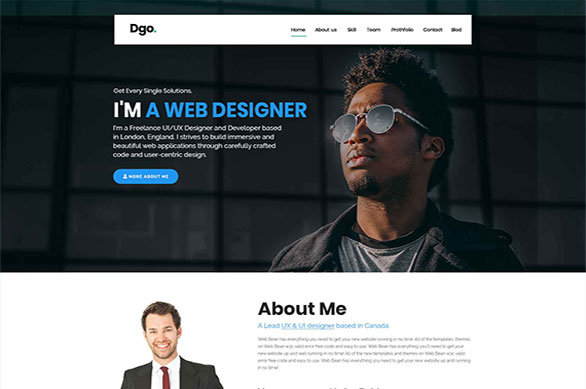 Dgo.
Home About us Skill Team Prothfolio Contact Blod
Get Every Single Solutions,
I'M A WEB DESIGNER
I'm a Freelance UI/UX Designer and Developer based
in London, England. I strives to build immersive and
beautiful web applications through carefully crafted
code and user-centric design.
MORE ABOUT ME
About Me
A Lead UX & UI designer based in Canada
Web Bean has everything you need to get your new website running in no time. All of the templates, themes
on Web Bean w3c valid error free code and easy to use. Web Bean has everything you'll need to get your
new website up and web running in no time! All of the new templates and themes on Web Bean w3c valid
error free code and easy to use. Web Bean has everything you need to get your new website up and running
in no time!